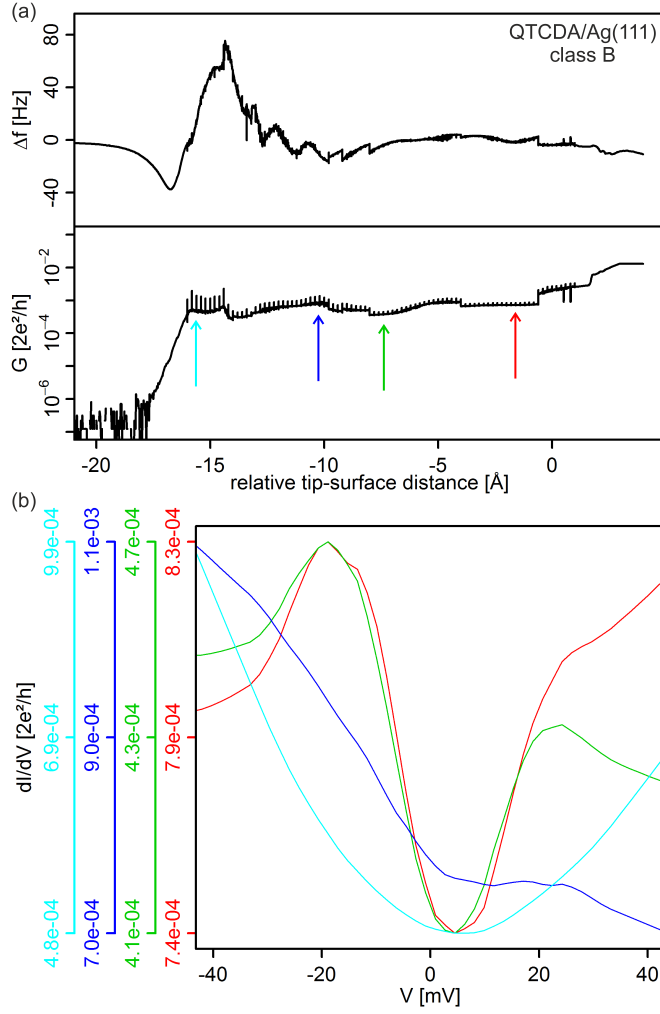 (a)
QTCDA/Ag(111)
class B
Δf [Hz]
80
40
0
-40
G [2e²/h]
10⁻²
10⁻⁴
10⁻⁶
−20 −15 −10 −5 0
relative tip-surface distance [Å]
(b)
dI/dV [2e²/h]
9.9e-04 1.1e-03 4.7e-04 8.3e-04
6.9e-04 9.0e-04 4.3e-04 7.9e-04
4.8e-04 7.0e-04 4.1e-04 7.4e-04
-40 -20 0 20 40
V [mV]